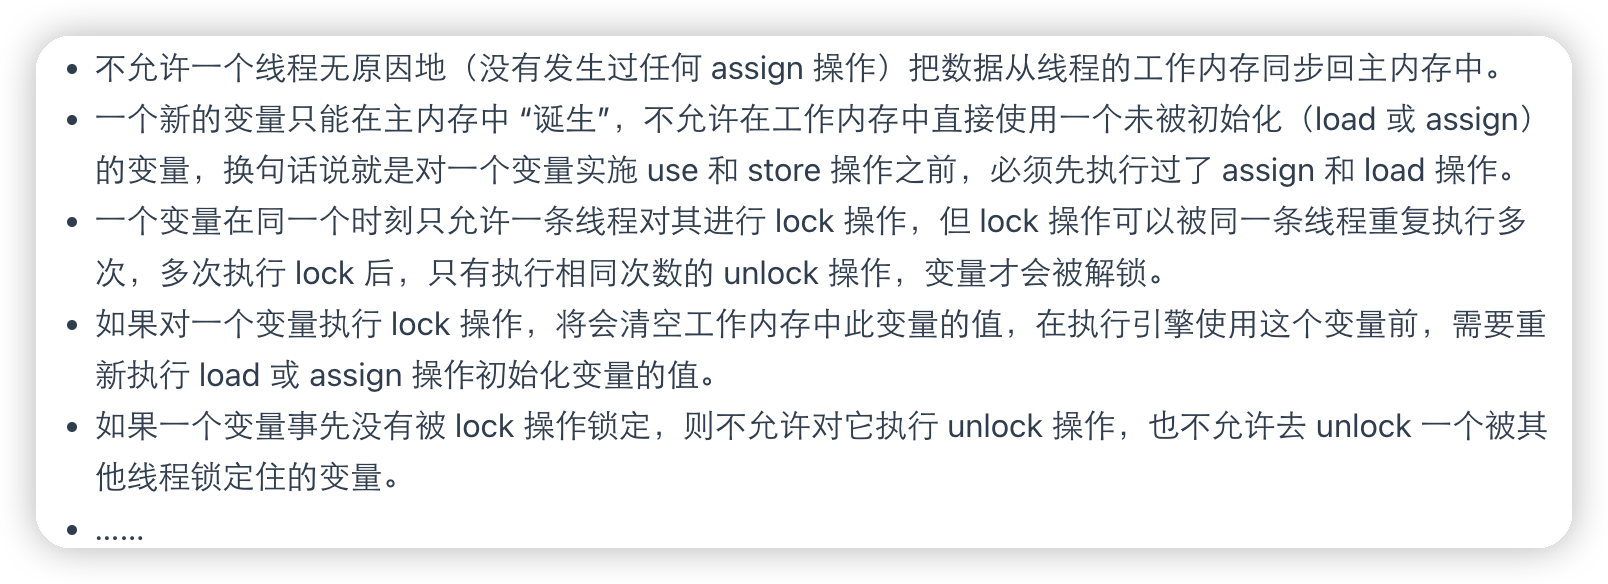 • 不允许一个线程无原因地（没有发生过任何 assign 操作）把数据从线程的工作内存同步回主内存中。
• 一个新的变量只能在主内存中 “诞生”，不允许在工作内存中直接使用一个未被初始化（load 或 assign）
的变量，换句话说就是对一个变量实施 use 和 store 操作之前，必须先执行过了 assign 和 load 操作。
• 一个变量在同一个时刻只允许一条线程对其进行 lock 操作，但 lock 操作可以被同一条线程重复执行多
次，多次执行 lock 后，只有执行相同次数的 unlock 操作，变量才会被解锁。
• 如果对一个变量执行 lock 操作，将会清空工作内存中此变量的值，在执行引擎使用这个变量前，需要重
新执行 load 或 assign 操作初始化变量的值。
• 如果一个变量事先没有被 lock 操作锁定，则不允许对它执行 unlock 操作，也不允许去 unlock 一个被其
他线程锁定住的变量。
• ……